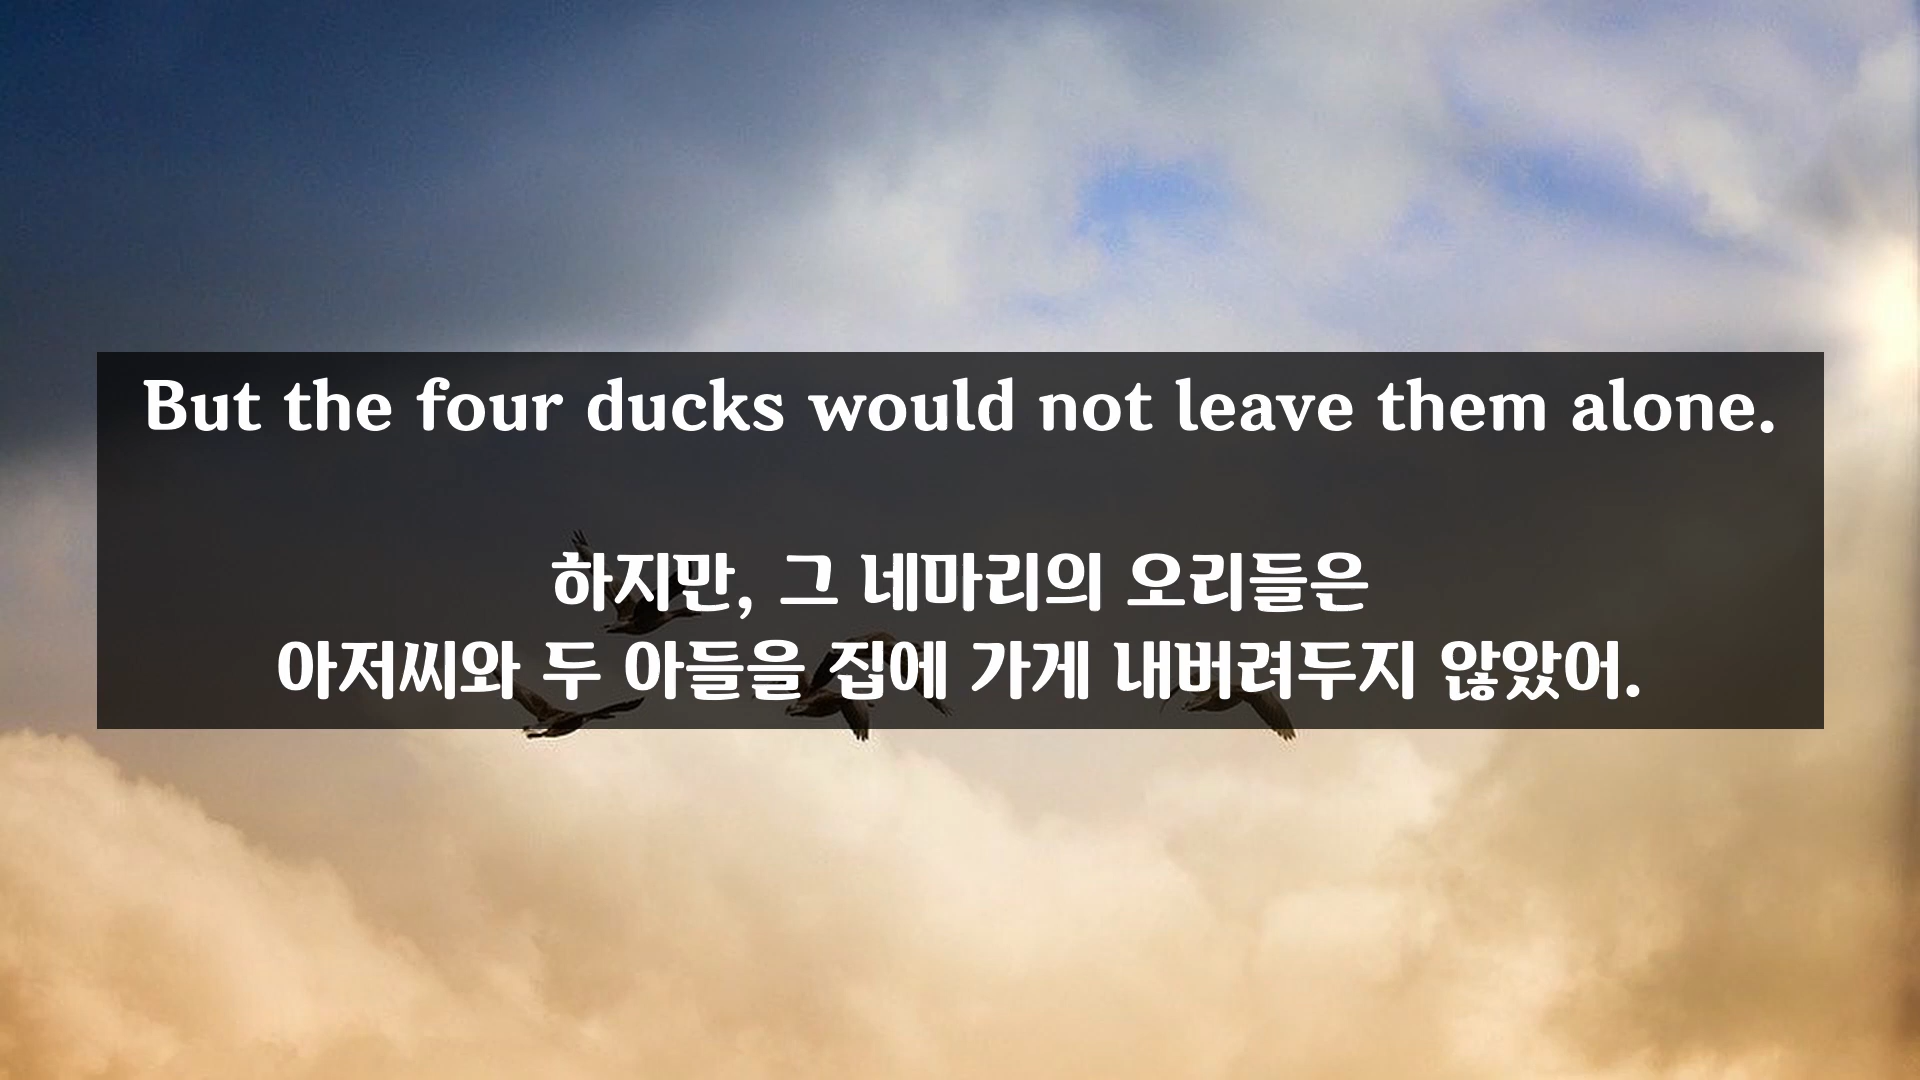 But the four ducks would not leave them alone.
하지만, 그 네마리의 오리들은
아저씨와 두 아들을 집에 가게 내버려두지 않았어.